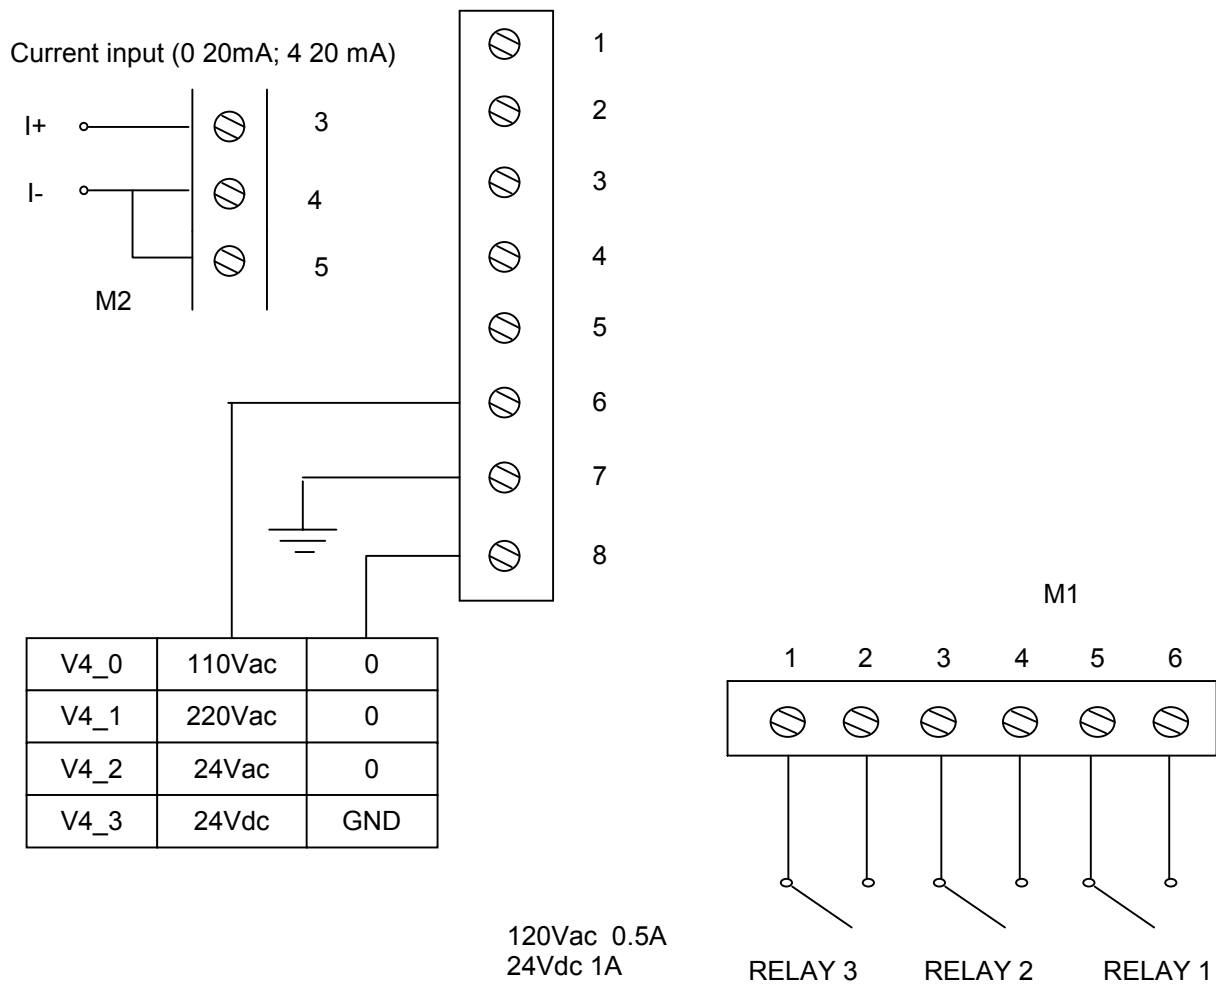 Current input (0 20mA; 4 20 mA)
I+
3
I-
4
5
M2
1
2
3
4
5
6
7
8
V4_0 110Vac 0
V4_1 220Vac 0
V4_2 24Vac 0
V4_3 24Vdc GND
M1
1 2 3 4 5 6
120Vac 0.5A
24Vdc 1A
RELAY 3 RELAY 2 RELAY 1